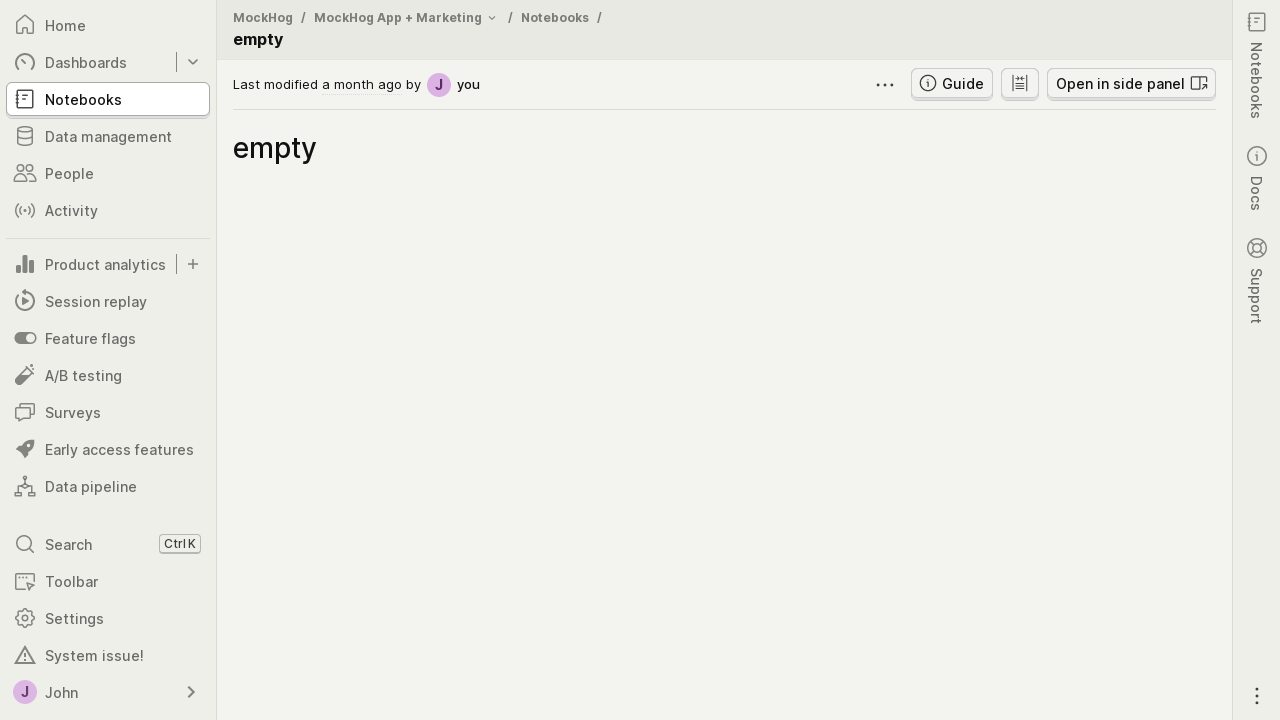 Home
Dashboards
Notebooks
Data management
People
Activity
Product analytics
Session replay
Feature flags
A/B testing
Surveys
Early access features
Data pipeline
Search Ctrl K
Toolbar
Settings
System issue!
J John
MockHog / MockHog App + Marketing / Notebooks /
empty
Last modified a month ago by J you
Guide
Open in side panel
empty
Notebooks
Docs
Support